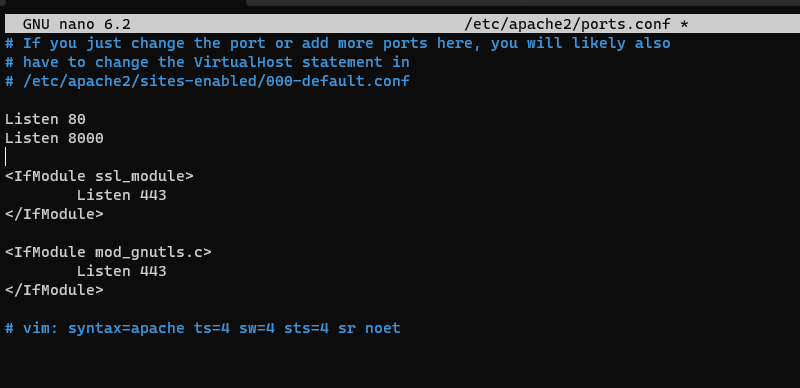 GNU nano 6.2 /etc/apache2/ports.conf *
# If you just change the port or add more ports here, you will likely also
# have to change the VirtualHost statement in
# /etc/apache2/sites-enabled/000-default.conf
Listen 80
Listen 8000
<IfModule ssl_module>
Listen 443
</IfModule>
<IfModule mod_gnutls.c>
Listen 443
</IfModule>
# vim: syntax=apache ts=4 sw=4 sts=4 sr noet